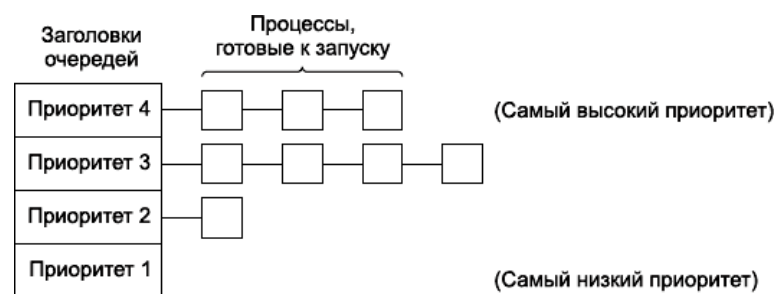 Заголовки
очередей
Процессы,
готовые к запуску
Приоритет 4
(Самый высокий приоритет)
Приоритет 3
Приоритет 2
Приоритет 1
(Самый низкий приоритет)